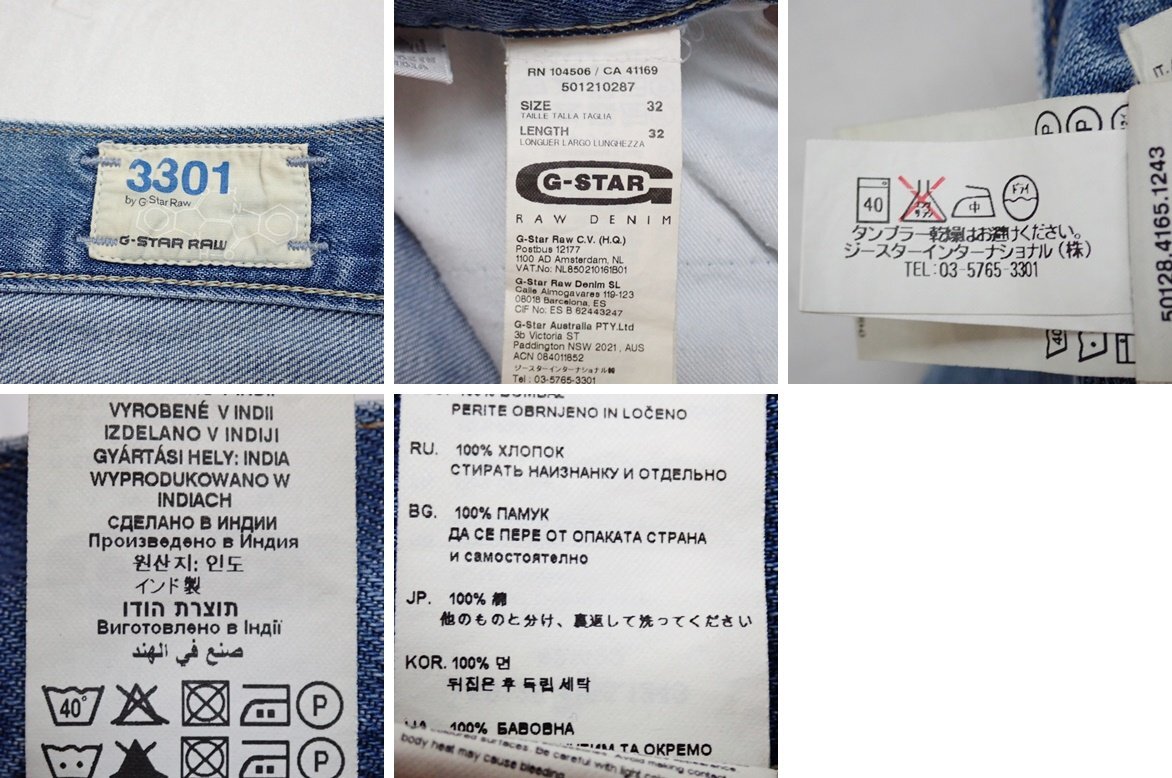 3301
by G-Star Raw
G-STAR RAW
RN 104506 / CA 41169
501210287
SIZE 32
TAILLE TALLA TAGLIA
LENGTH 32
LONGUER LARGO LUNGHEZZA
G-STAR
RAW DENIM
G-Star Raw C.V. (H.Q.)
Postbus 12177
1100 AD Amsterdam, NL
VAT.No: NL850210161B01
G-Star Raw Denim SL
Calle Almogavares 119-123
08018 Barcelona. ES
CIF No: ES B 62443247
G-Star Australia PTY.Ltd
3b Victoria ST
Paddington NSW 2021 , AUS
ACN 084011852
ジースターインターナショナル㈱
Tel : 03-5765-3301
P P
40 中 ドライ
タンブラー乾燥はお避けください。
ジースターインターナショナル(株)
TEL:03-5765-3301
40
50128.4165.1243
VYROBENÉ V INDII
IZDELANO V INDIJI
GYÁRTÁSI HELY: INDIA
WYPRODUKOWANO W
INDIACH
СДЕЛАНО В ИНДИИ
Произведено в Индия
원산지: 인도
インド製
תוצרת הודו
Виготовлено в Індії
صنع في الهند
40° P
P
PERITE OBRNJENO IN LOČENO
RU. 100% ХЛОПОК
СТИРАТЬ НАИЗНАНКУ И ОТДЕЛЬНО
BG. 100% ПАМУК
ДА СЕ ПЕРЕ ОТ ОПАКАТА СТРАНА
и самостоятелно
JP. 100% 綿
他のものと分け、裏返して洗ってください
KOR. 100% 면
뒤집은 후 독립 세탁
100% БАВОВНА
ТА ОКРЕМО
surfaces. Be careful with light
body heat may cause bleeding.